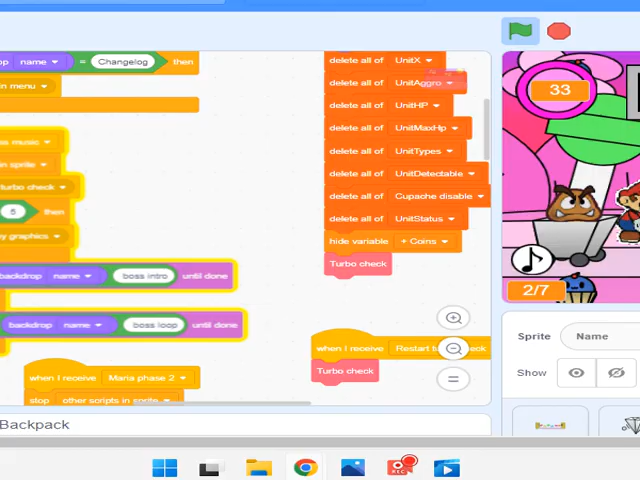 name = Changelog then
in menu
ss music
in sprite
turbo check
5 then
y graphics
backdrop name boss intro until done
backdrop name boss loop until done
when I receive Maria phase 2
stop other scripts in sprite
delete all of UnitX
delete all of UnitAggro
delete all of UnitHP
delete all of UnitMaxHp
delete all of UnitTypes
delete all of UnitDetectable
delete all of Cupache disable
delete all of UnitStatus
hide variable + Coins
Turbo check
when I receive Restart
Turbo check
33
2/7
Sprite Name
Show
Backpack